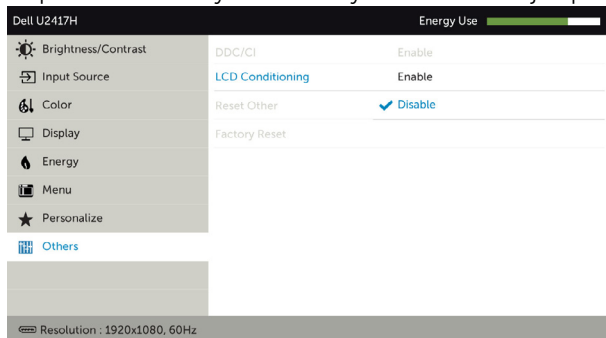 Dell U2417H Energy Use
Brightness/Contrast DDC/CI Enable
Input Source LCD Conditioning Enable
Color Reset Other Disable
Display Factory Reset
Energy
Menu
Personalize
Others
Resolution : 1920x1080, 60Hz